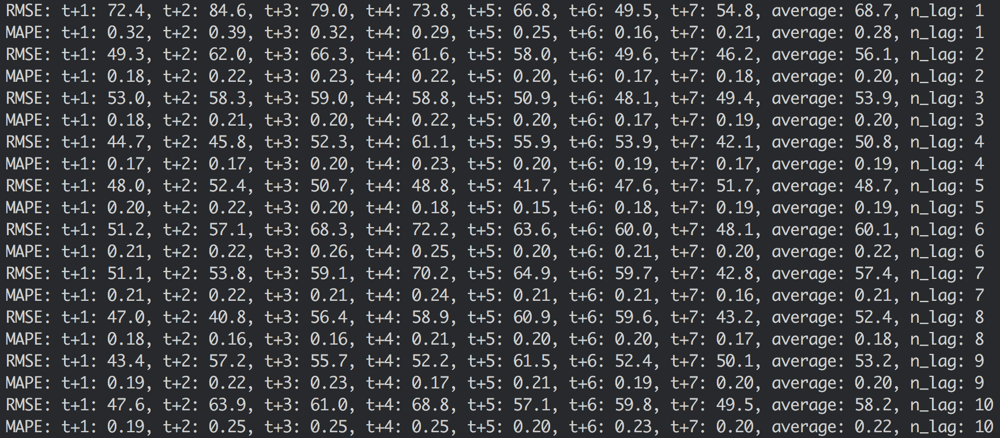 RMSE: t+1: 72.4, t+2: 84.6, t+3: 79.0, t+4: 73.8, t+5: 66.8, t+6: 49.5, t+7: 54.8, average: 68.7, n_lag: 1
MAPE: t+1: 0.32, t+2: 0.39, t+3: 0.32, t+4: 0.29, t+5: 0.25, t+6: 0.16, t+7: 0.21, average: 0.28, n_lag: 1
RMSE: t+1: 49.3, t+2: 62.0, t+3: 66.3, t+4: 61.6, t+5: 58.0, t+6: 49.6, t+7: 46.2, average: 56.1, n_lag: 2
MAPE: t+1: 0.18, t+2: 0.22, t+3: 0.23, t+4: 0.22, t+5: 0.20, t+6: 0.17, t+7: 0.18, average: 0.20, n_lag: 2
RMSE: t+1: 53.0, t+2: 58.3, t+3: 59.0, t+4: 58.8, t+5: 50.9, t+6: 48.1, t+7: 49.4, average: 53.9, n_lag: 3
MAPE: t+1: 0.18, t+2: 0.21, t+3: 0.20, t+4: 0.22, t+5: 0.20, t+6: 0.17, t+7: 0.19, average: 0.20, n_lag: 3
RMSE: t+1: 44.7, t+2: 45.8, t+3: 52.3, t+4: 61.1, t+5: 55.9, t+6: 53.9, t+7: 42.1, average: 50.8, n_lag: 4
MAPE: t+1: 0.17, t+2: 0.17, t+3: 0.20, t+4: 0.23, t+5: 0.20, t+6: 0.19, t+7: 0.17, average: 0.19, n_lag: 4
RMSE: t+1: 48.0, t+2: 52.4, t+3: 50.7, t+4: 48.8, t+5: 41.7, t+6: 47.6, t+7: 51.7, average: 48.7, n_lag: 5
MAPE: t+1: 0.20, t+2: 0.22, t+3: 0.20, t+4: 0.18, t+5: 0.15, t+6: 0.18, t+7: 0.19, average: 0.19, n_lag: 5
RMSE: t+1: 51.2, t+2: 57.1, t+3: 68.3, t+4: 72.2, t+5: 63.6, t+6: 60.0, t+7: 48.1, average: 60.1, n_lag: 6
MAPE: t+1: 0.21, t+2: 0.22, t+3: 0.26, t+4: 0.25, t+5: 0.20, t+6: 0.21, t+7: 0.20, average: 0.22, n_lag: 6
RMSE: t+1: 51.1, t+2: 53.8, t+3: 59.1, t+4: 70.2, t+5: 64.9, t+6: 59.7, t+7: 42.8, average: 57.4, n_lag: 7
MAPE: t+1: 0.21, t+2: 0.22, t+3: 0.21, t+4: 0.24, t+5: 0.21, t+6: 0.21, t+7: 0.16, average: 0.21, n_lag: 7
RMSE: t+1: 47.0, t+2: 40.8, t+3: 56.4, t+4: 58.9, t+5: 60.9, t+6: 59.6, t+7: 43.2, average: 52.4, n_lag: 8
MAPE: t+1: 0.18, t+2: 0.16, t+3: 0.16, t+4: 0.21, t+5: 0.20, t+6: 0.20, t+7: 0.17, average: 0.18, n_lag: 8
RMSE: t+1: 43.4, t+2: 57.2, t+3: 55.7, t+4: 52.2, t+5: 61.5, t+6: 52.4, t+7: 50.1, average: 53.2, n_lag: 9
MAPE: t+1: 0.19, t+2: 0.22, t+3: 0.23, t+4: 0.17, t+5: 0.21, t+6: 0.19, t+7: 0.20, average: 0.20, n_lag: 9
RMSE: t+1: 47.6, t+2: 63.9, t+3: 61.0, t+4: 68.8, t+5: 57.1, t+6: 59.8, t+7: 49.5, average: 58.2, n_lag: 10
MAPE: t+1: 0.19, t+2: 0.25, t+3: 0.25, t+4: 0.25, t+5: 0.20, t+6: 0.23, t+7: 0.20, average: 0.22, n_lag: 10